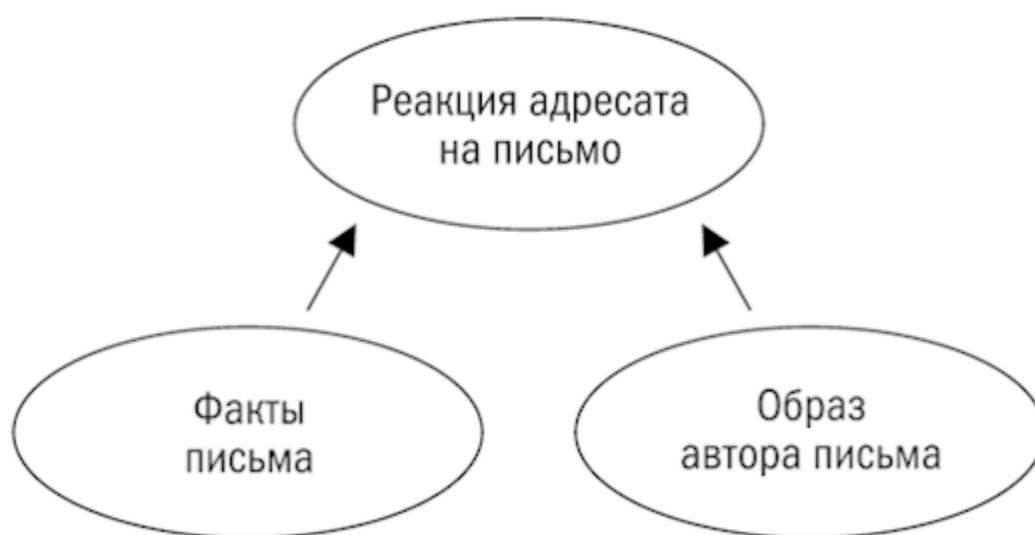 Реакция адресата
на письмо
Факты
письма
Образ
автора письма